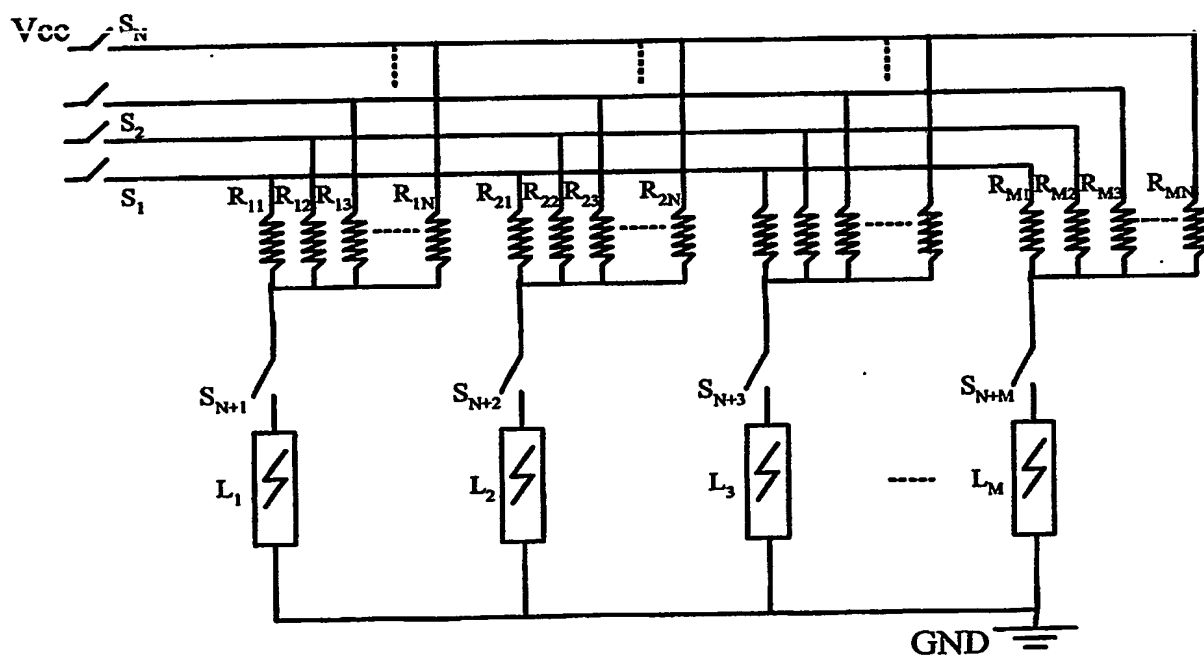 Vcc S_N
S_2
S_1
R_11 R_12 R_13 R_1N R_21 R_22 R_23 R_2N R_M1 R_M2 R_M3 R_MN
S_N+1 S_N+2 S_N+3 S_N+M
L_1 L_2 L_3 L_M
GND